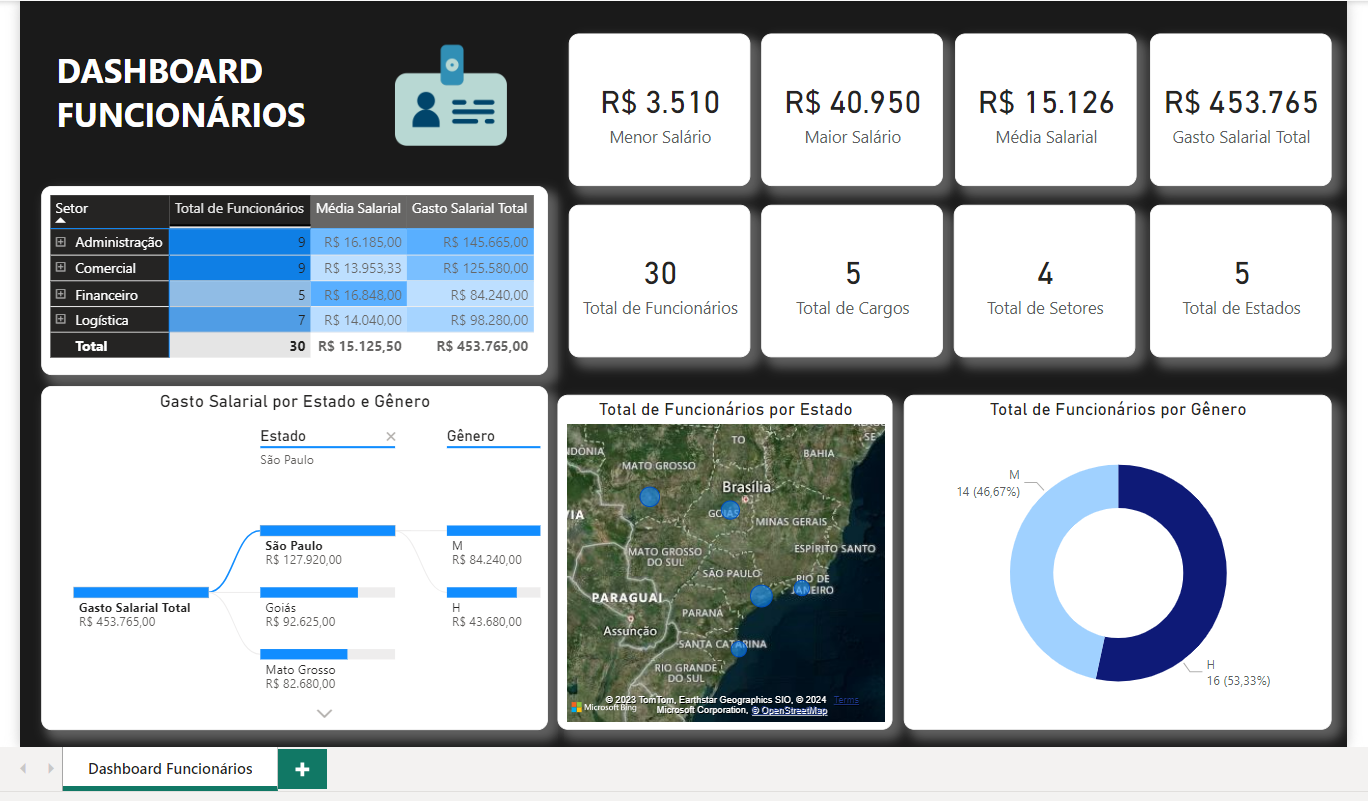 DASHBOARD
FUNCIONÁRIOS
R$ 3.510
Menor Salário
R$ 40.950
Maior Salário
R$ 15.126
Média Salarial
R$ 453.765
Gasto Salarial Total
30
Total de Funcionários
5
Total de Cargos
4
Total de Setores
5
Total de Estados
Setor Total de Funcionários Média Salarial Gasto Salarial Total
Administração 9 R$ 16.185,00 R$ 145.665,00
Comercial 9 R$ 13.953,33 R$ 125.580,00
Financeiro 5 R$ 16.848,00 R$ 84.240,00
Logística 7 R$ 14.040,00 R$ 98.280,00
Total 30 R$ 15.125,50 R$ 453.765,00
Gasto Salarial por Estado e Gênero
Estado
São Paulo
Gênero
Gasto Salarial Total
R$ 453.765,00
São Paulo
R$ 127.920,00
Goiás
R$ 92.625,00
Mato Grosso
R$ 82.680,00
M
R$ 84.240,00
H
R$ 43.680,00
Total de Funcionários por Estado
TO
SE
BAHIA
MATO GROSSO
Brasília
GOIÁS
MINAS GERAIS
ESPÍRITO SANTO
MATO GROSSO
DO SUL
SÃO PAULO
RIO DE
JANEIRO
PARAGUAI
PARANÁ
Assunção
SANTA CATARINA
RIO GRANDE
DO SUL
© 2023 TomTom, Earthstar Geographics SIO, © 2024 Terms
Microsoft Bing
Microsoft Corporation, © OpenStreetMap
Total de Funcionários por Gênero
M
14 (46,67%)
H
16 (53,33%)
Dashboard Funcionários